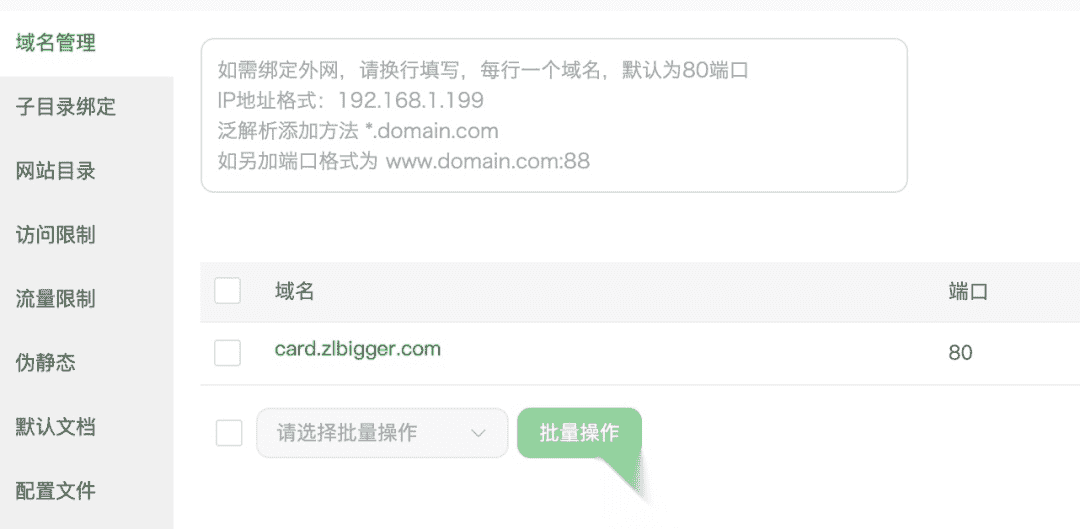 域名管理
子目录绑定
网站目录
访问限制
流量限制
伪静态
默认文档
配置文件
如需绑定外网，请换行填写，每行一个域名，默认为80端口
IP地址格式：192.168.1.199
泛解析添加方法 *.domain.com
如另加端口格式为 www.domain.com:88
域名 端口
card.zlbigger.com 80
请选择批量操作 批量操作